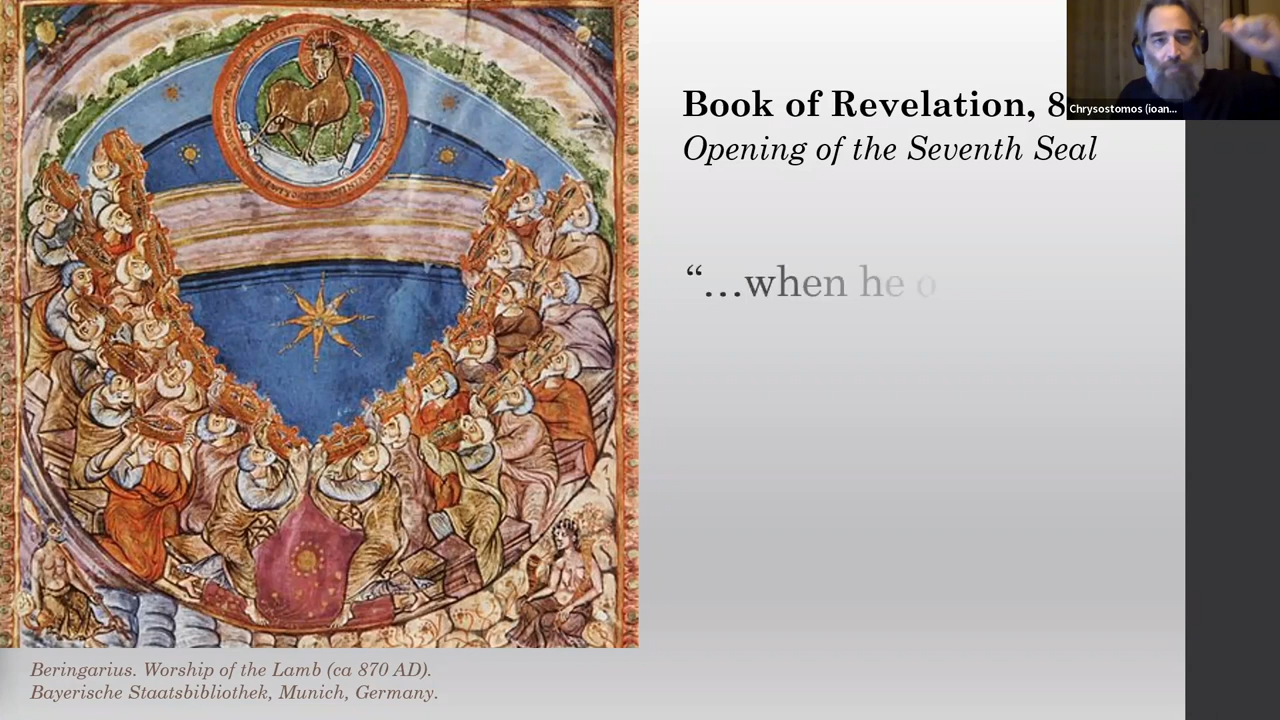 Book of Revelation, 8
Opening of the Seventh Seal
“…when he o
Chrysostomos (ioan...
Beringarius. Worship of the Lamb (ca 870 AD).
Bayerische Staatsbibliothek, Munich, Germany.